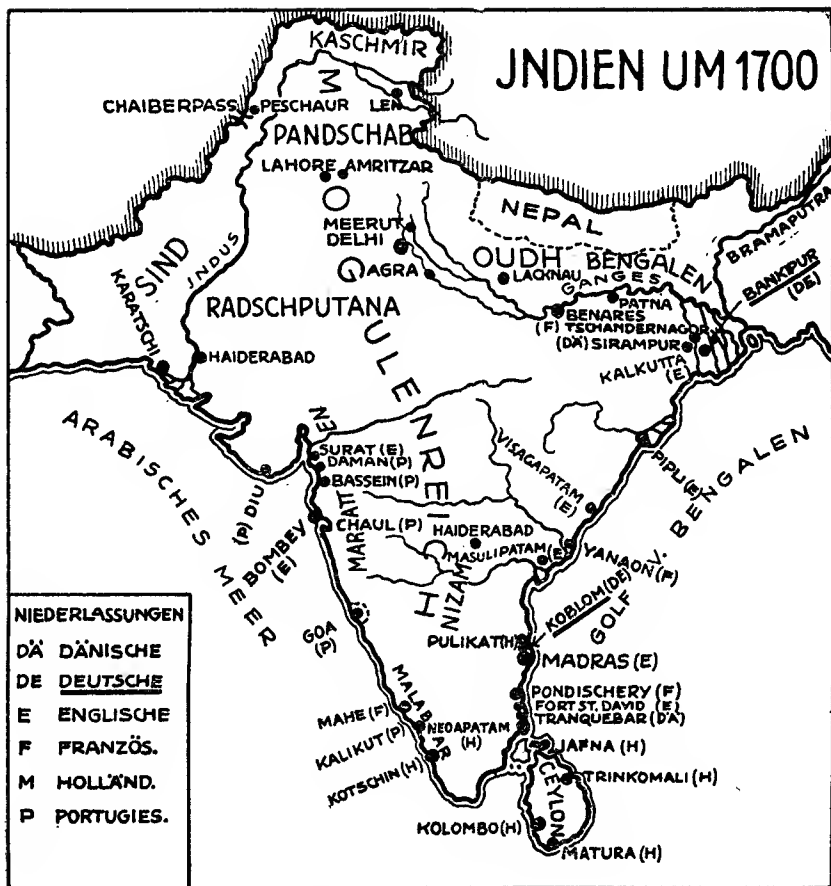 JNDIEN UM 1700
KASCHMIR
CHAIBERPASS
PESCHAUR
LEH
PANDSCHAB
LAHORE
AMRITZAR
MOGULENREICH
NEPAL
MEERUT
DELHI
AGRA
OUDH
BENGALEN
LACKNAU
GANGES
BRAMAPUTRA
BANKIPUR
(DE)
SIND
JNDUS
KARATSCHI
RADSCHPUTANA
HAIDERABAD
PATNA
BENARES
(F) TSCHANDERNAGOR
(DÄ) SIRAMPUR
KALKUTTA
(E)
ARABISCHES MEER
MARATTEN
SURAT (E)
DAMAN (P)
BASSEIN (P)
(P) DIU
BOMBEY
(E)
CHAUL (P)
HAIDERABAD
NIZAM
VISAGAPATAM
(E)
PIPLI (E)
MASULIPATAM (E)
YANAON (F)
GOLF V. BENGALEN
KOBLOM (DE)
GOA
(P)
PULIKAT (H)
MADRAS (E)
MALABAR
PONDISCHERY (F)
FORT ST. DAVID (E)
TRANQUEBAR (DÄ)
MAHE (F)
KALIKUT (P)
NEOAPATAM
(H)
KOTSCHIN (H)
JAFNA (H)
CEYLON
TRINKOMALI (H)
KOLOMBO (H)
MATURA (H)
NIEDERLASSUNGEN
DÄ DÄNISCHE
DE DEUTSCHE
E ENGLISCHE
F FRANZÖS.
M HOLLÄND.
P PORTUGIES.